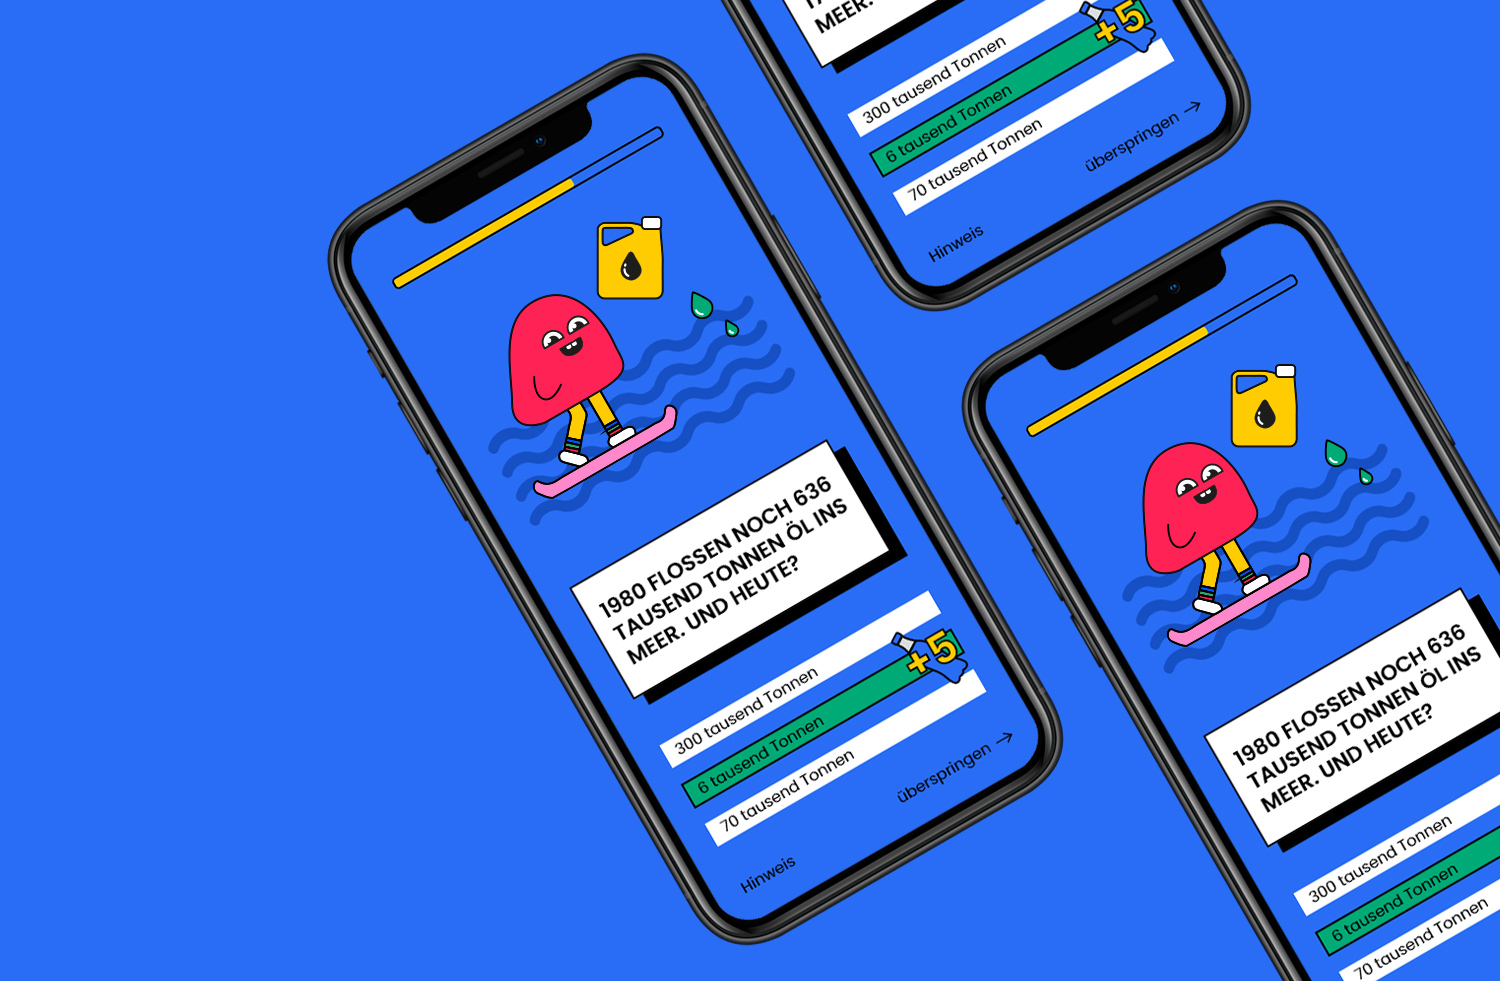 MEER.
300 tausend Tonnen
6 tausend Tonnen
+5
70 tausend Tonnen
überspringen →
Hinweis
1980 FLOSSEN NOCH 636
TAUSEND TONNEN ÖL INS
MEER. UND HEUTE?
300 tausend Tonnen
6 tausend Tonnen
+5
70 tausend Tonnen
überspringen →
Hinweis
1980 FLOSSEN NOCH 636
TAUSEND TONNEN ÖL INS
MEER. UND HEUTE?
300 tausend Tonnen
6 tausend Tonnen
70 tausend Tonnen